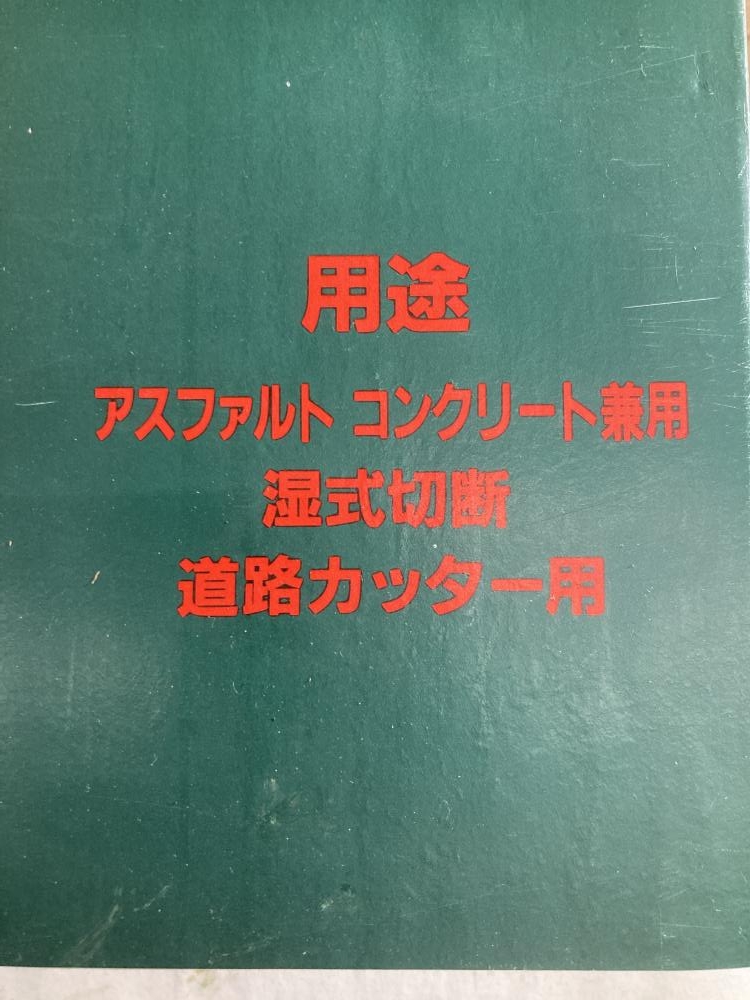 用途
アスファルト コンクリート兼用
湿式切断
道路カッター用